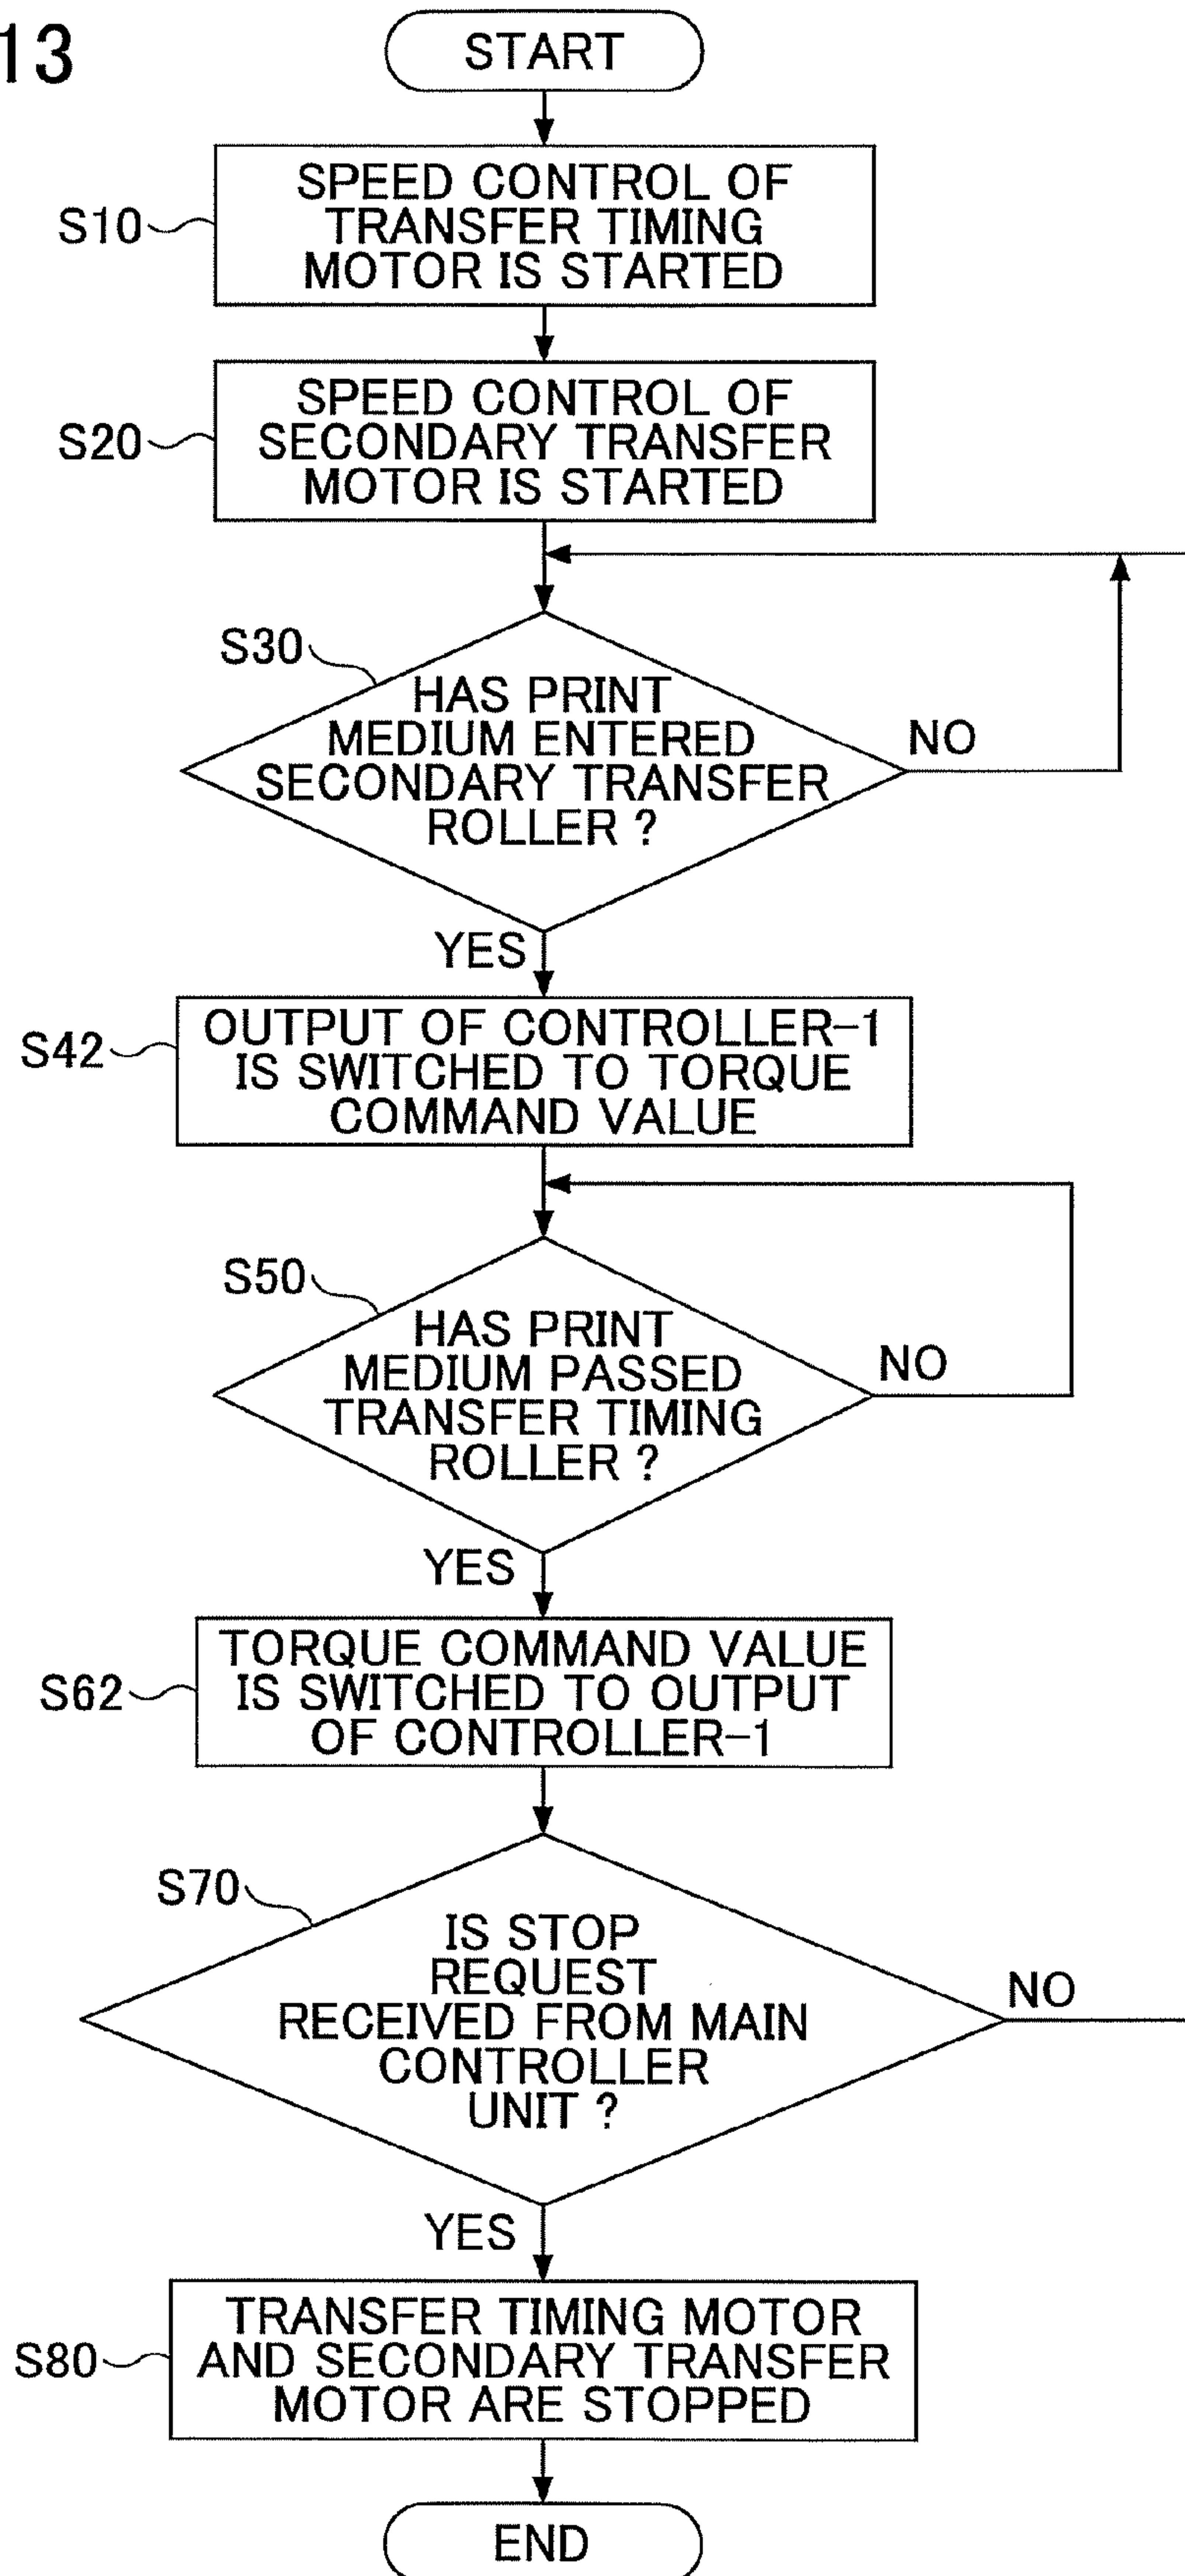 13
START
S10
SPEED CONTROL OF
TRANSFER TIMING
MOTOR IS STARTED
S20
SPEED CONTROL OF
SECONDARY TRANSFER
MOTOR IS STARTED
S30
HAS PRINT
MEDIUM ENTERED
SECONDARY TRANSFER
ROLLER ?
NO
YES
S42
OUTPUT OF CONTROLLER-1
IS SWITCHED TO TORQUE
COMMAND VALUE
S50
HAS PRINT
MEDIUM PASSED
TRANSFER TIMING
ROLLER ?
NO
YES
S62
TORQUE COMMAND VALUE
IS SWITCHED TO OUTPUT
OF CONTROLLER-1
S70
IS STOP
REQUEST
RECEIVED FROM MAIN
CONTROLLER
UNIT ?
NO
YES
S80
TRANSFER TIMING MOTOR
AND SECONDARY TRANSFER
MOTOR ARE STOPPED
END